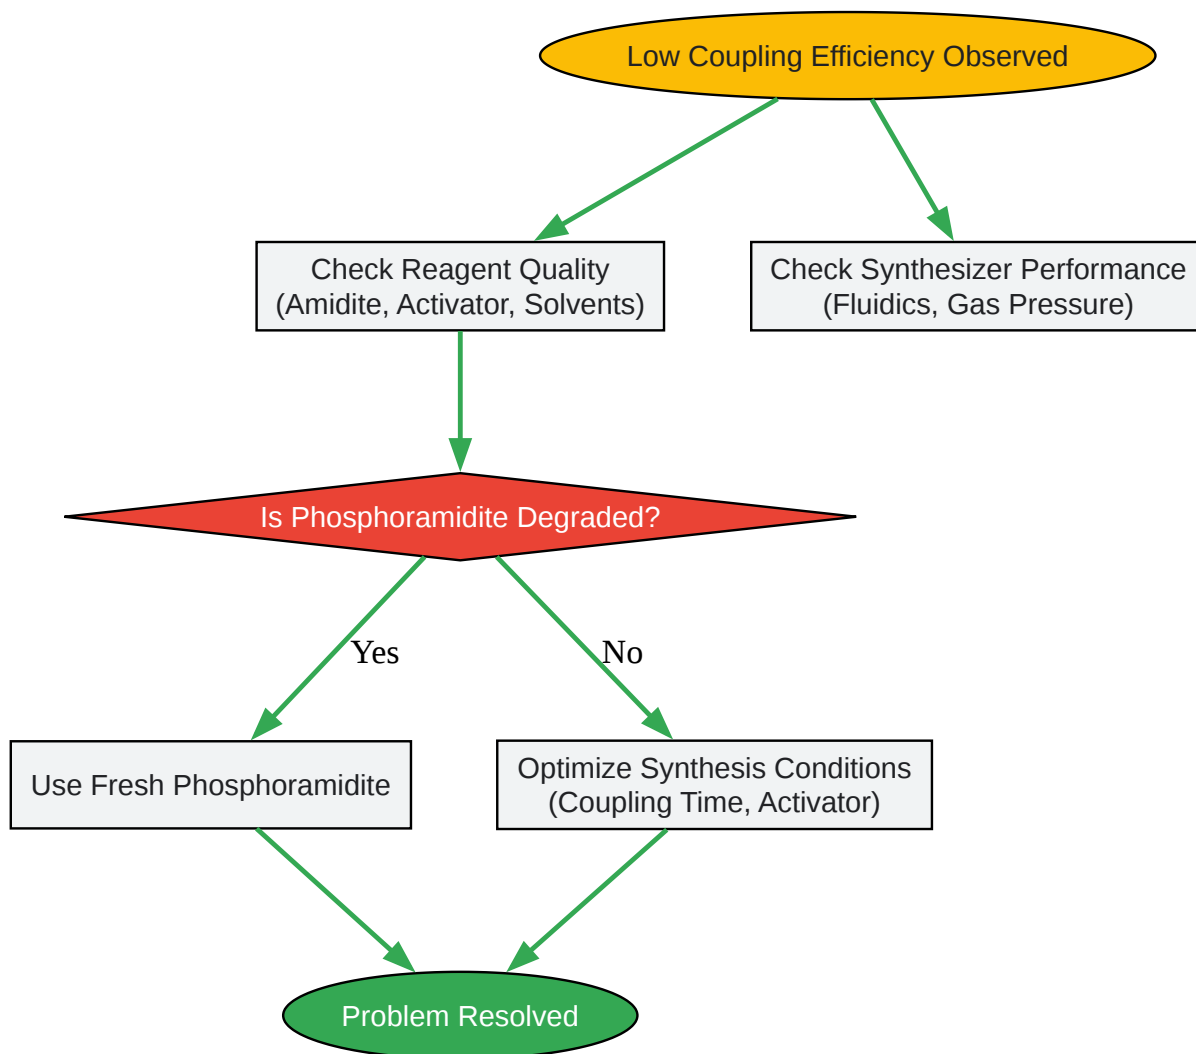 Low Coupling Efficiency Observed
Check Reagent Quality
(Amidite, Activator, Solvents)
Check Synthesizer Performance
(Fluidics, Gas Pressure)
Is Phosphoramidite Degraded?
Yes
No
Use Fresh Phosphoramidite
Optimize Synthesis Conditions
(Coupling Time, Activator)
Problem Resolved